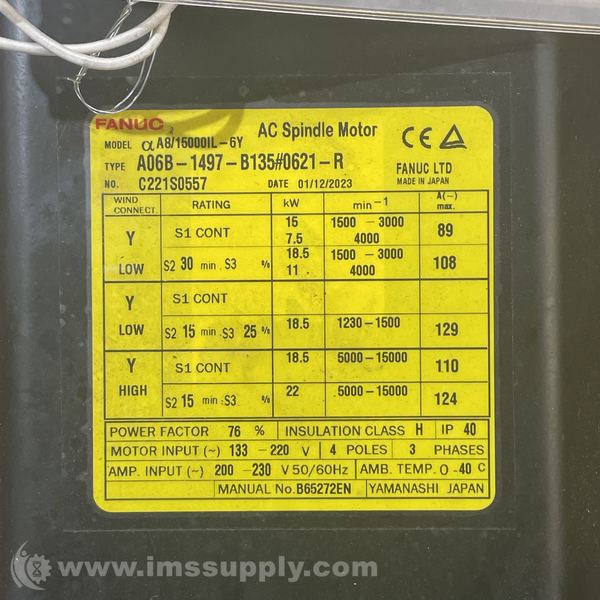 FANUC
AC Spindle Motor
MODEL αA8/15000IL-6Y
TYPE A06B-1497-B135#0621-R
FANUC LTD
NO. C221S0557 DATE 01/12/2023 MADE IN JAPAN
WIND CONNECT RATING kW min-1 A(~) max.
Y LOW S1 CONT 15 1500-3000 89
7.5 4000
S2 30 min S3 % 18.5 1500-3000 108
11 4000
Y LOW S1 CONT
S2 15 min S3 25 % 18.5 1230-1500 129
Y HIGH S1 CONT 18.5 5000-15000 110
S2 15 min S3 % 22 5000-15000 124
POWER FACTOR 76 % INSULATION CLASS H IP 40
MOTOR INPUT (~) 133-220 V 4 POLES 3 PHASES
AMP. INPUT (~) 200-230 V 50/60Hz AMB. TEMP. 0-40 C
MANUAL No. B65272EN YAMANASHI JAPAN
www.imssupply.com